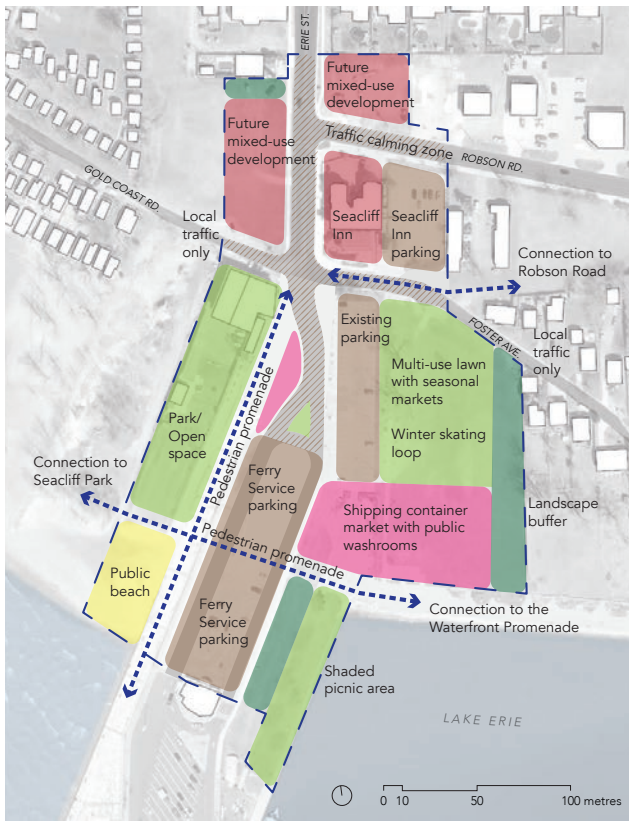 ERIE ST.
Future
mixed-use
development
Future
mixed-use
development
Traffic calming zone
ROBSON RD.
GOLD COAST RD.
Seacliff
Inn
Seacliff
Inn
parking
Local
traffic
only
Connection to
Robson Road
Existing
parking
FOSTER AVE.
Local
traffic
only
Multi-use lawn
with seasonal
markets
Winter skating
loop
Park/
Open
space
Pedestrian promenade
Connection to
Seacliff Park
Ferry
Service
parking
Shipping container
market with public
washrooms
Landscape
buffer
Pedestrian promenade
Public
beach
Ferry
Service
parking
Connection to the
Waterfront Promenade
Shaded
picnic area
LAKE ERIE
0 10 50 100 metres